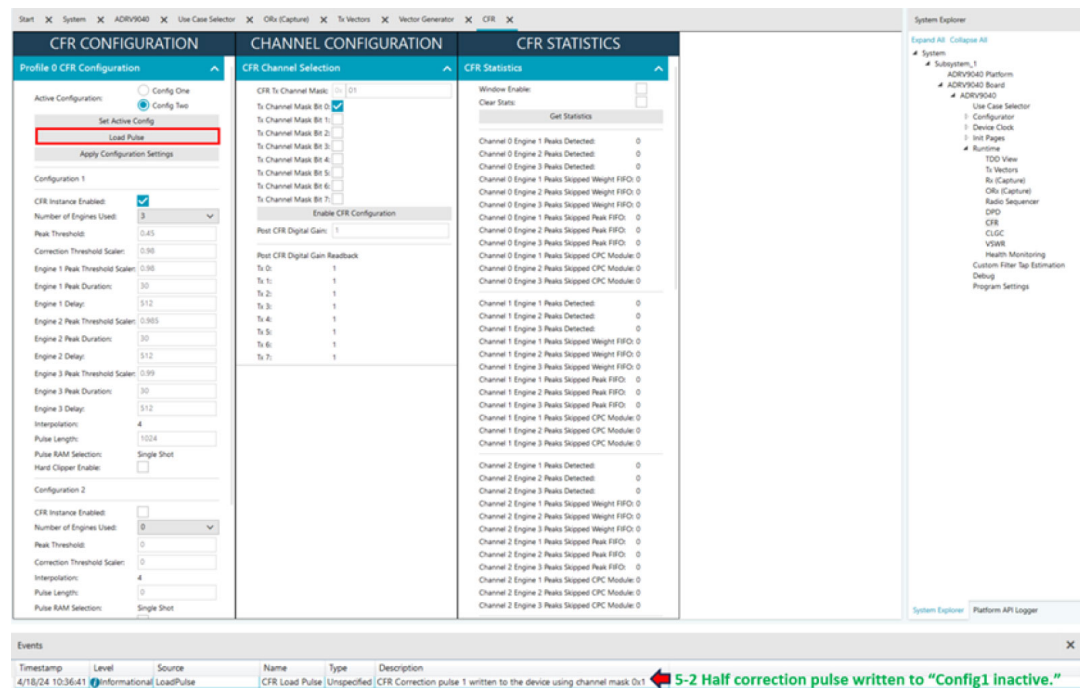 Start X System X ADRV9040 X Use Case Selector X ORx (Capture) X Tx Vectors X Vector Generator X CFR X
CFR CONFIGURATION
Profile 0 CFR Configuration
Active Configuration:
Config One
Config Two
Set Active Config
Load Pulse
Apply Configuration Settings
Configuration 1
CFR Instance Enabled:
Number of Engines Used: 3
Peak Threshold: 0.45
Correction Threshold Scaler: 0.98
Engine 1 Peak Threshold Scaler: 0.98
Engine 1 Peak Duration: 30
Engine 1 Delay: 512
Engine 2 Peak Threshold Scaler: 0.985
Engine 2 Peak Duration: 30
Engine 2 Delay: 512
Engine 3 Peak Threshold Scaler: 0.99
Engine 3 Peak Duration: 30
Engine 3 Delay: 512
Interpolation: 4
Pulse Length: 1024
Pulse RAM Selection: Single Shot
Hard Clipper Enable:
Configuration 2
CFR Instance Enabled:
Number of Engines Used: 0
Peak Threshold: 0
Correction Threshold Scaler: 0
Interpolation: 4
Pulse Length: 0
Pulse RAM Selection: Single Shot
CHANNEL CONFIGURATION
CFR Channel Selection
CFR Tx Channel Mask: 0x 01
Tx Channel Mask Bit 0:
Tx Channel Mask Bit 1:
Tx Channel Mask Bit 2:
Tx Channel Mask Bit 3:
Tx Channel Mask Bit 4:
Tx Channel Mask Bit 5:
Tx Channel Mask Bit 6:
Tx Channel Mask Bit 7:
Enable CFR Configuration
Post CFR Digital Gain: 1
Post CFR Digital Gain Readback
Tx 0: 1
Tx 1: 1
Tx 2: 1
Tx 3: 1
Tx 4: 1
Tx 5: 1
Tx 6: 1
Tx 7: 1
CFR STATISTICS
CFR Statistics
Window Enable:
Clear Stats:
Get Statistics
Channel 0 Engine 1 Peaks Detected: 0
Channel 0 Engine 2 Peaks Detected: 0
Channel 0 Engine 3 Peaks Detected: 0
Channel 0 Engine 1 Peaks Skipped Weight FIFO: 0
Channel 0 Engine 2 Peaks Skipped Weight FIFO: 0
Channel 0 Engine 3 Peaks Skipped Weight FIFO: 0
Channel 0 Engine 1 Peaks Skipped Peak FIFO: 0
Channel 0 Engine 2 Peaks Skipped Peak FIFO: 0
Channel 0 Engine 3 Peaks Skipped Peak FIFO: 0
Channel 0 Engine 1 Peaks Skipped CPC Module: 0
Channel 0 Engine 2 Peaks Skipped CPC Module: 0
Channel 0 Engine 3 Peaks Skipped CPC Module: 0
Channel 1 Engine 1 Peaks Detected: 0
Channel 1 Engine 2 Peaks Detected: 0
Channel 1 Engine 3 Peaks Detected: 0
Channel 1 Engine 1 Peaks Skipped Weight FIFO: 0
Channel 1 Engine 2 Peaks Skipped Weight FIFO: 0
Channel 1 Engine 3 Peaks Skipped Weight FIFO: 0
Channel 1 Engine 1 Peaks Skipped Peak FIFO: 0
Channel 1 Engine 2 Peaks Skipped Peak FIFO: 0
Channel 1 Engine 3 Peaks Skipped Peak FIFO: 0
Channel 1 Engine 1 Peaks Skipped CPC Module: 0
Channel 1 Engine 2 Peaks Skipped CPC Module: 0
Channel 1 Engine 3 Peaks Skipped CPC Module: 0
Channel 2 Engine 1 Peaks Detected: 0
Channel 2 Engine 2 Peaks Detected: 0
Channel 2 Engine 3 Peaks Detected: 0
Channel 2 Engine 1 Peaks Skipped Weight FIFO: 0
Channel 2 Engine 2 Peaks Skipped Weight FIFO: 0
Channel 2 Engine 3 Peaks Skipped Weight FIFO: 0
Channel 2 Engine 1 Peaks Skipped Peak FIFO: 0
Channel 2 Engine 2 Peaks Skipped Peak FIFO: 0
Channel 2 Engine 3 Peaks Skipped Peak FIFO: 0
Channel 2 Engine 1 Peaks Skipped CPC Module: 0
Channel 2 Engine 2 Peaks Skipped CPC Module: 0
Channel 2 Engine 3 Peaks Skipped CPC Module: 0
System Explorer
Expand All Collapse All
System
Subsystem_1
ADRV9040 Platform
ADRV9040 Board
ADRV9040
Use Case Selector
Configurator
Device Clock
Init Pages
Runtime
TDD View
Tx Vectors
Rx (Capture)
ORx (Capture)
Radio Sequencer
DPD
CFR
CLGC
VSWR
Health Monitoring
Custom Filter Tap Estimation
Debug
Program Settings
System Explorer Platform API Logger
Events X
Timestamp Level Source Name Type Description
4/18/24 10:36:41 Informational LoadPulse CFR Load Pulse Unspecified CFR Correction pulse 1 written to the device using channel mask 0x1 5-2 Half correction pulse written to “Config1 inactive.”